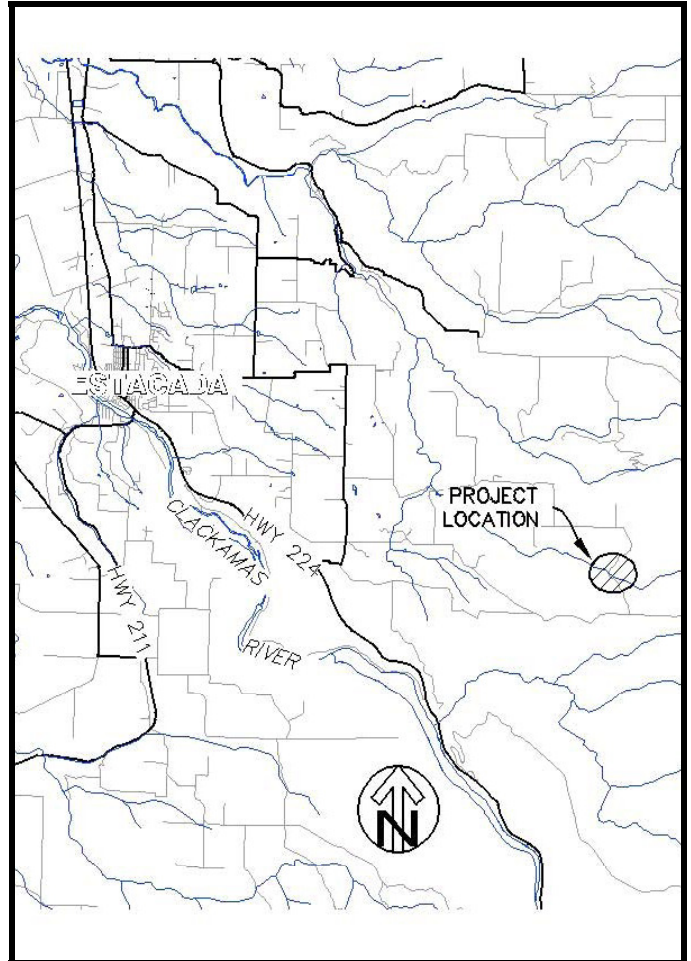 ESTACADA
PROJECT
LOCATION
CLACKAMAS
HWY 224
HWY 211
RIVER
N